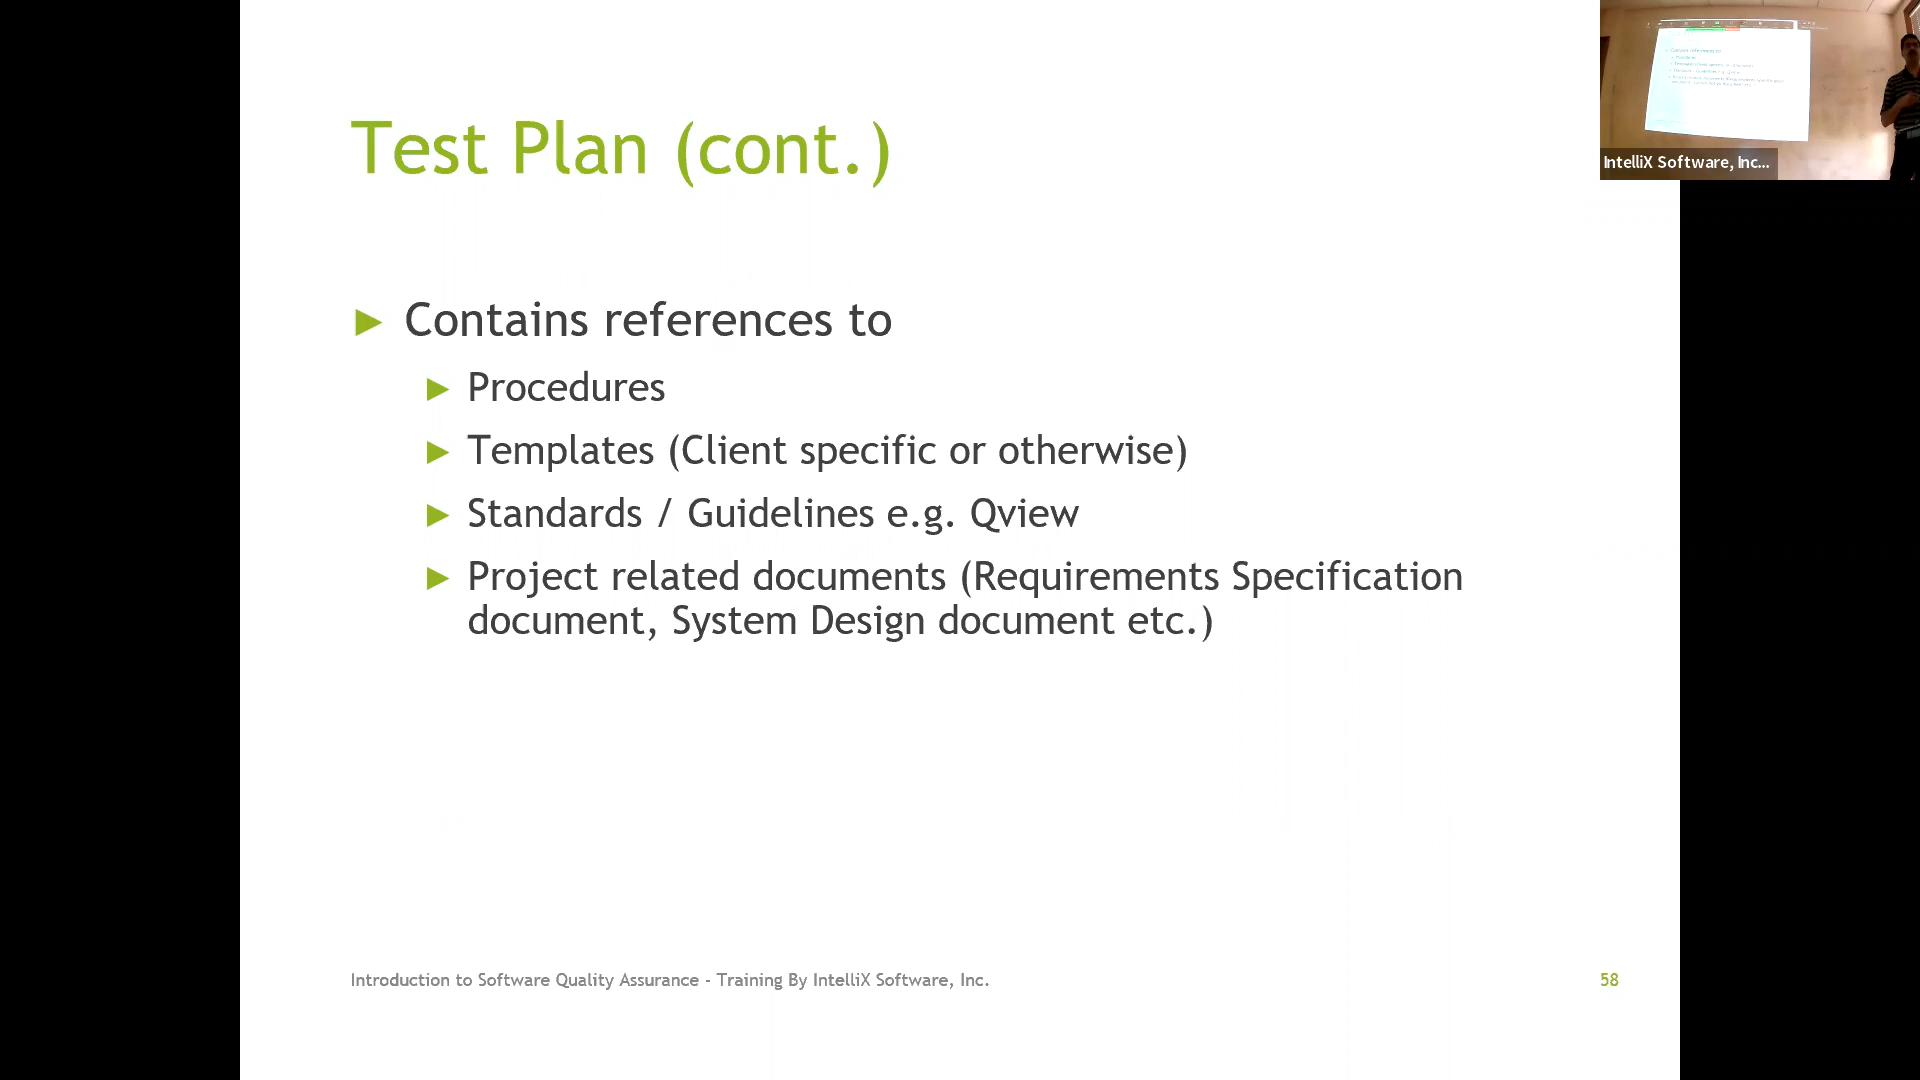 Test Plan (cont.)
► Contains references to
► Procedures
► Templates (Client specific or otherwise)
► Standards / Guidelines e.g. Qview
► Project related documents (Requirements Specification
document, System Design document etc.)
Introduction to Software Quality Assurance - Training By IntelliX Software, Inc.
58
IntelliX Software, Inc...